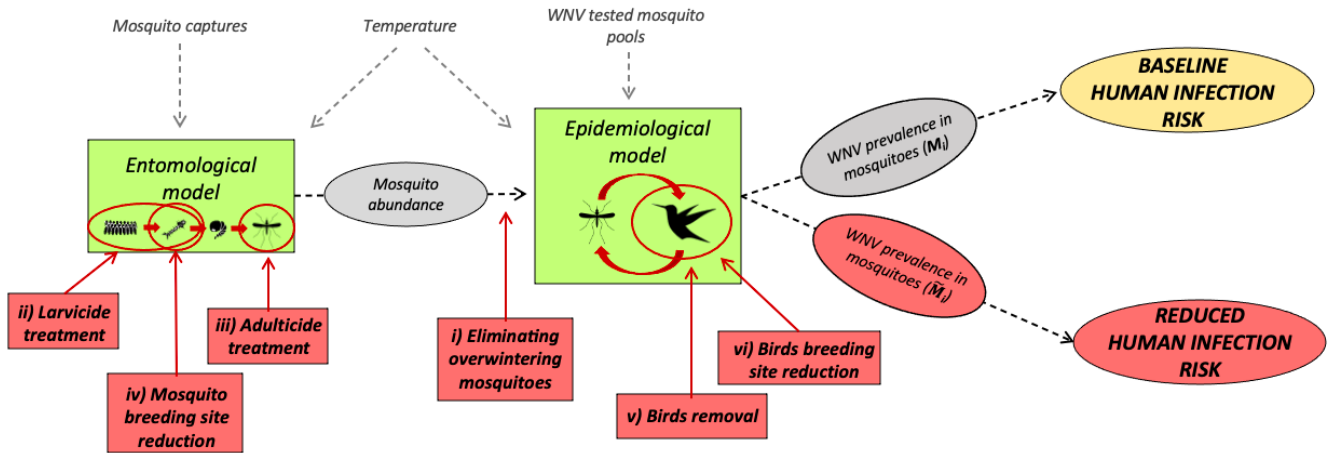 Mosquito captures
Temperature
WNV tested mosquito
pools
BASELINE
HUMAN INFECTION
RISK
Entomological
model
Mosquito
abundance
Epidemiological
model
WNV prevalence in
mosquitoes (Mi)
WNV prevalence in
mosquitoes (M̃i)
ii) Larvicide
treatment
iii) Adulticide
treatment
iv) Mosquito
breeding site
reduction
i) Eliminating
overwintering
mosquitoes
vi) Birds breeding
site reduction
v) Birds removal
REDUCED
HUMAN INFECTION
RISK